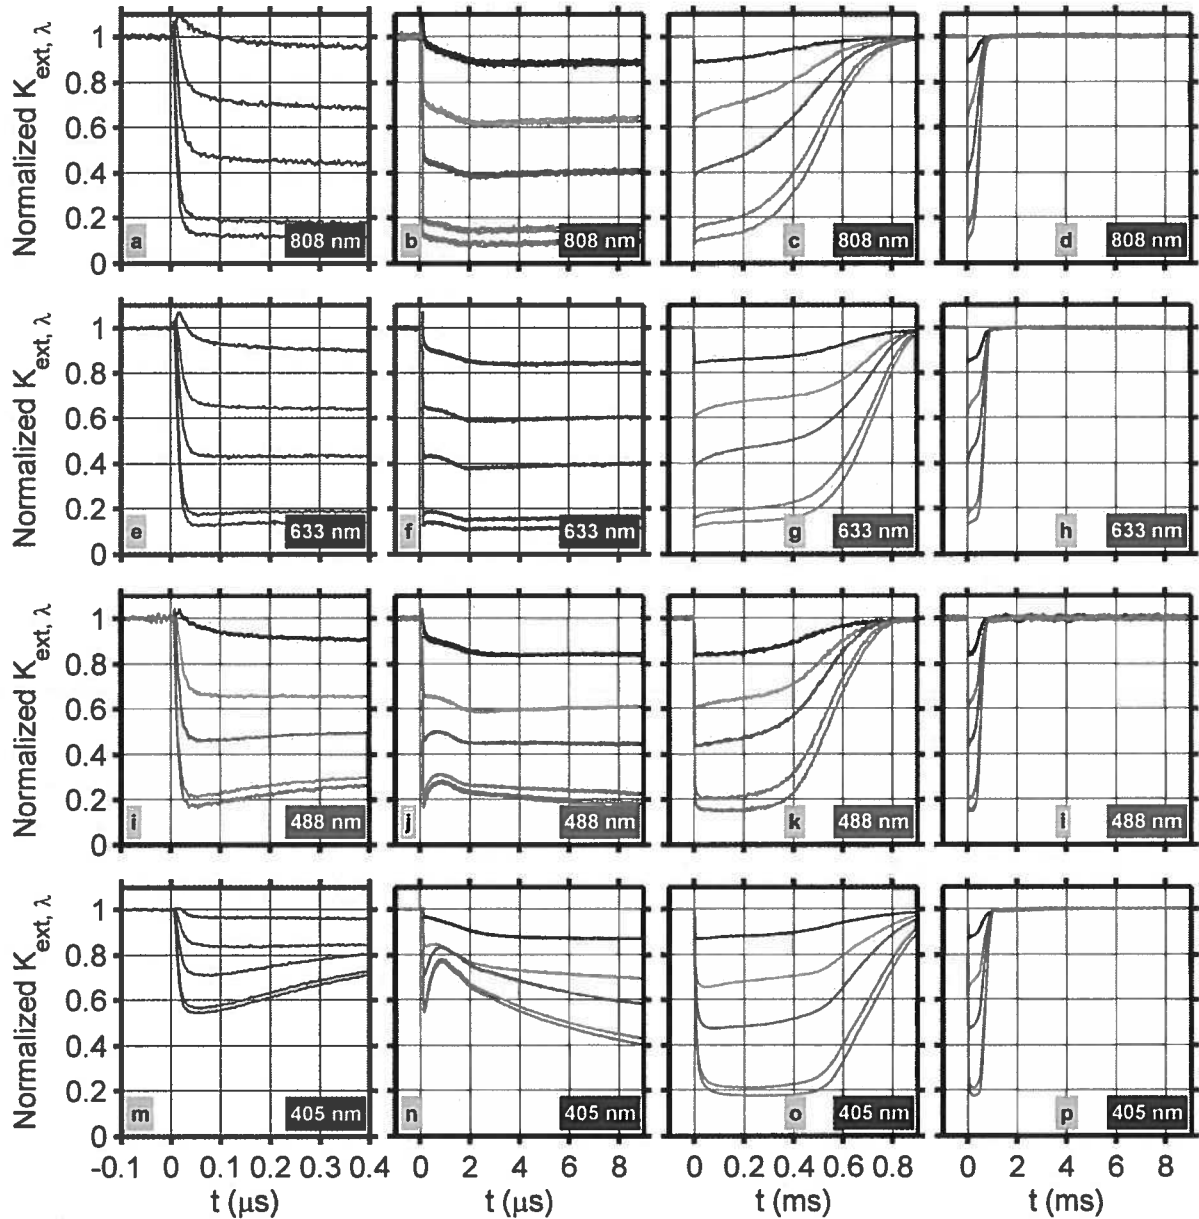 Normalized K_ext, λ
1
0.8
0.6
0.4
0.2
0
a 808 nm
b 808 nm
c 808 nm
d 808 nm
Normalized K_ext, λ
1
0.8
0.6
0.4
0.2
0
e 633 nm
f 633 nm
g 633 nm
h 633 nm
Normalized K_ext, λ
1
0.8
0.6
0.4
0.2
0
i 488 nm
j 488 nm
k 488 nm
l 488 nm
Normalized K_ext, λ
1
0.8
0.6
0.4
0.2
0
m 405 nm
n 405 nm
o 405 nm
p 405 nm
-0.1 0 0.1 0.2 0.3 0.4
0 2 4 6 8
0 0.2 0.4 0.6 0.8
0 2 4 6 8
t (μs)
t (μs)
t (ms)
t (ms)